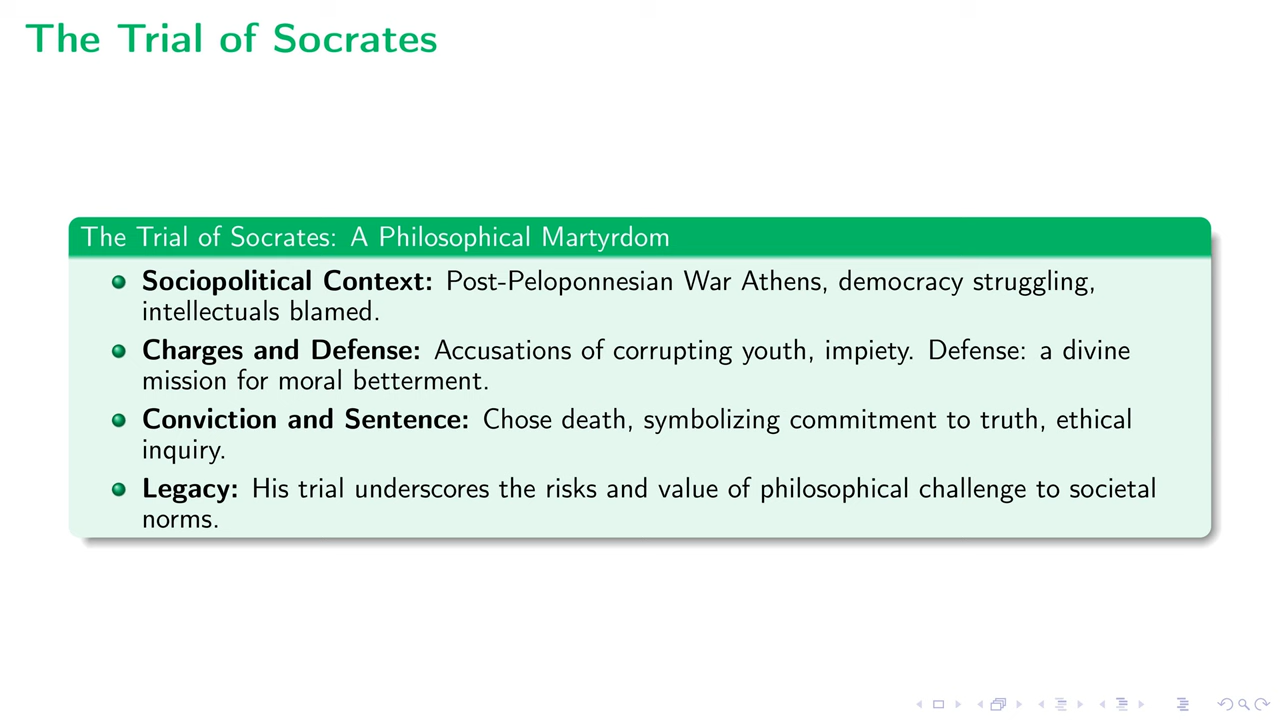 The Trial of Socrates
The Trial of Socrates: A Philosophical Martyrdom
Sociopolitical Context: Post-Peloponnesian War Athens, democracy struggling,
intellectuals blamed.
Charges and Defense: Accusations of corrupting youth, impiety. Defense: a divine
mission for moral betterment.
Conviction and Sentence: Chose death, symbolizing commitment to truth, ethical
inquiry.
Legacy: His trial underscores the risks and value of philosophical challenge to societal
norms.